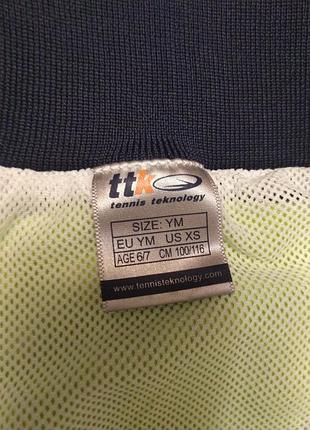 ttk
tennis teknology
SIZE: YM
EU YM US XS
AGE 6/7 CM 100/116
www.tennisteknology.com